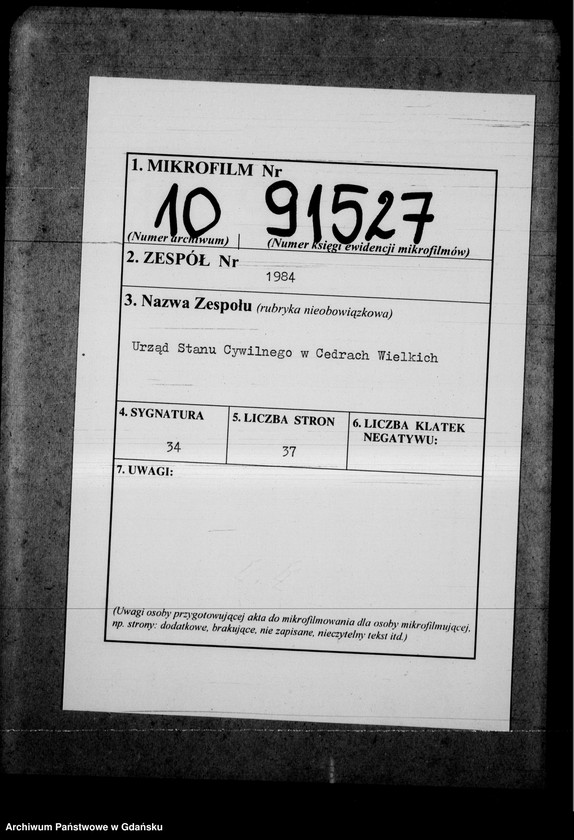 1. MIKROFILM Nr
10 91527
(Numer archiwum) (Numer księgi ewidencji mikrofilmów)
2. ZESPÓŁ Nr
1984
3. Nazwa Zespołu (rubryka nieobowiązkowa)
Urząd Stanu Cywilnego w Cedrach Wielkich
4. SYGNATURA 5. LICZBA STRON 6. LICZBA KLATEK
NEGATYWU:
34 37
7. UWAGI:
(Uwagi osoby przygotowującej akta do mikrofilmowania dla osoby mikrofilmującej,
np. strony: dodatkowe, brakujące, nie zapisane, nieczytelny tekst itd.)
Archiwum Państwowe w Gdańsku